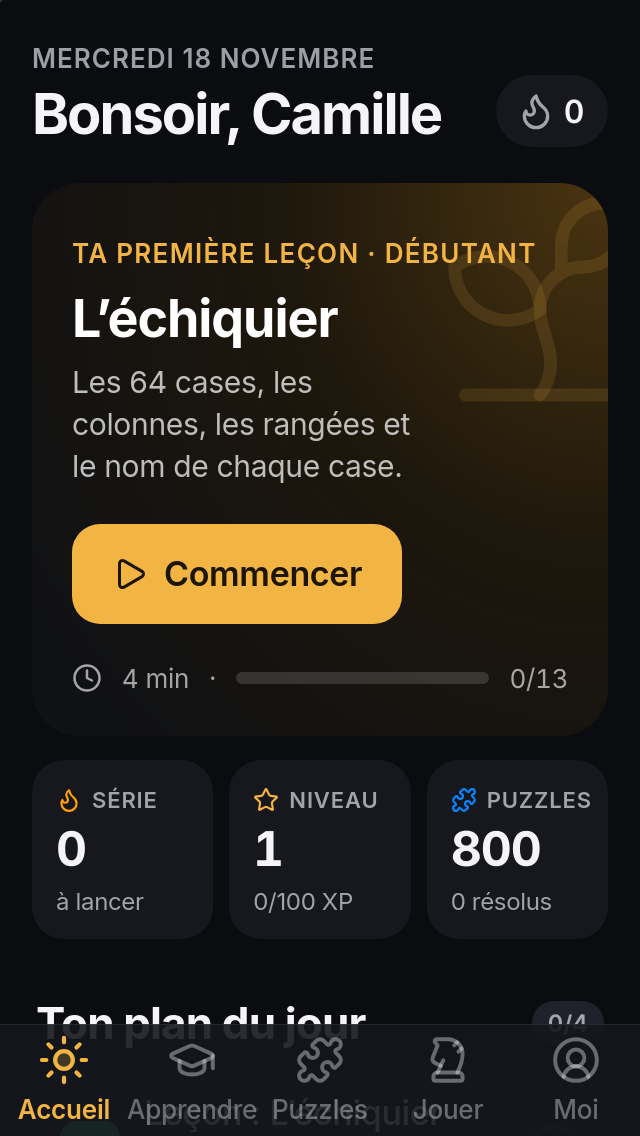 MERCREDI 18 NOVEMBRE
Bonsoir, Camille
0
TA PREMIÈRE LEÇON · DÉBUTANT
L’échiquier
Les 64 cases, les
colonnes, les rangées et
le nom de chaque case.
Commencer
4 min · 0/13
SÉRIE
0
à lancer
NIVEAU
1
0/100 XP
PUZZLES
800
0 résolus
Ton plan du jour
0/4
Leçon : L’échiquier
Accueil
Apprendre
Puzzles
Jouer
Moi